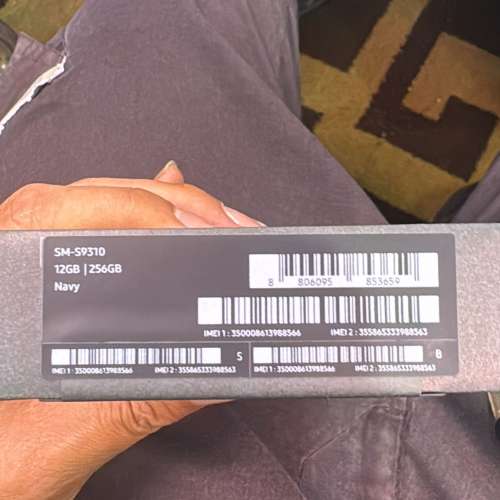 SM-S9310
12GB | 256GB
Navy
8 806095 853659
IMEI 1 : 350008613988566 IMEI 2 : 355865333988563
S B
IMEI 1 : 350008613988566 IMEI 2 : 355865333988563 IMEI 1 : 350008613988566 IMEI 2 : 355865333988563